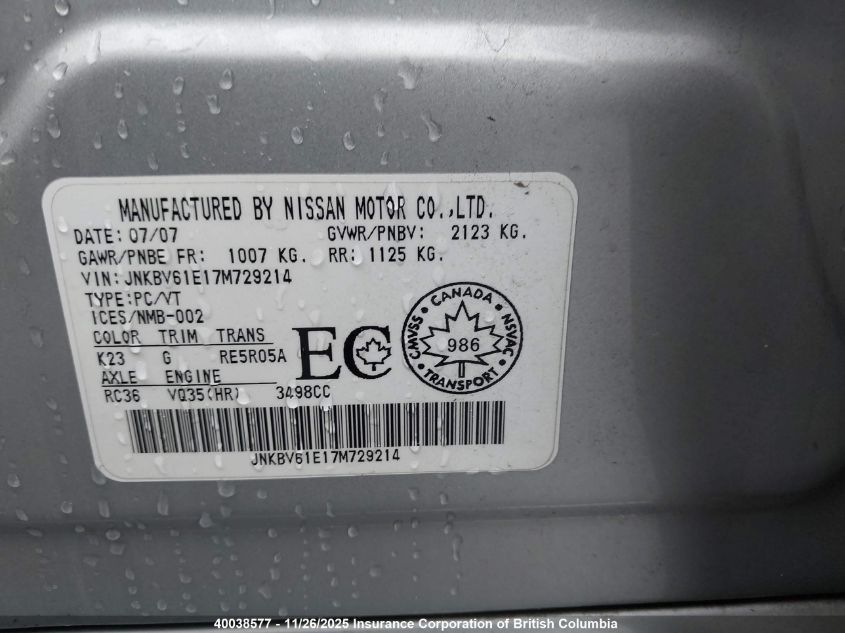 MANUFACTURED BY NISSAN MOTOR CO.,LTD.
DATE: 07/07 GVWR/PNBV: 2123 KG.
GAWR/PNBE FR: 1007 KG. RR: 1125 KG.
VIN: JNKBV61E17M729214
TYPE:PC/VT
ICES/NMB-002
COLOR TRIM TRANS
K23 G RE5R05A
AXLE ENGINE
RC36 VQ35(HR) 3498CC
EC
CANADA
CMVSS 986 NSVAC
TRANSPORT
JNKBV61E17M729214
40038577 - 11/26/2025 Insurance Corporation of British Columbia